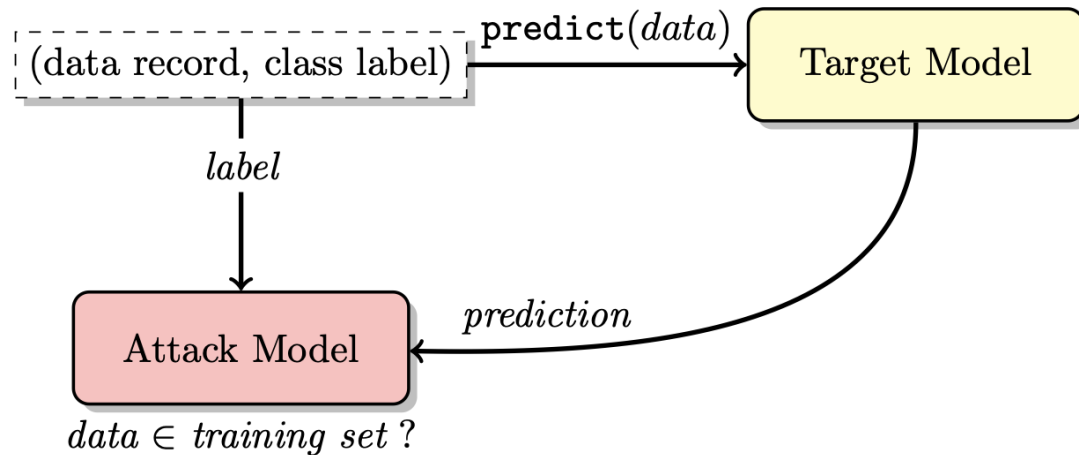 predict(data)
(data record, class label)
Target Model
label
prediction
Attack Model
data ∈ training set ?